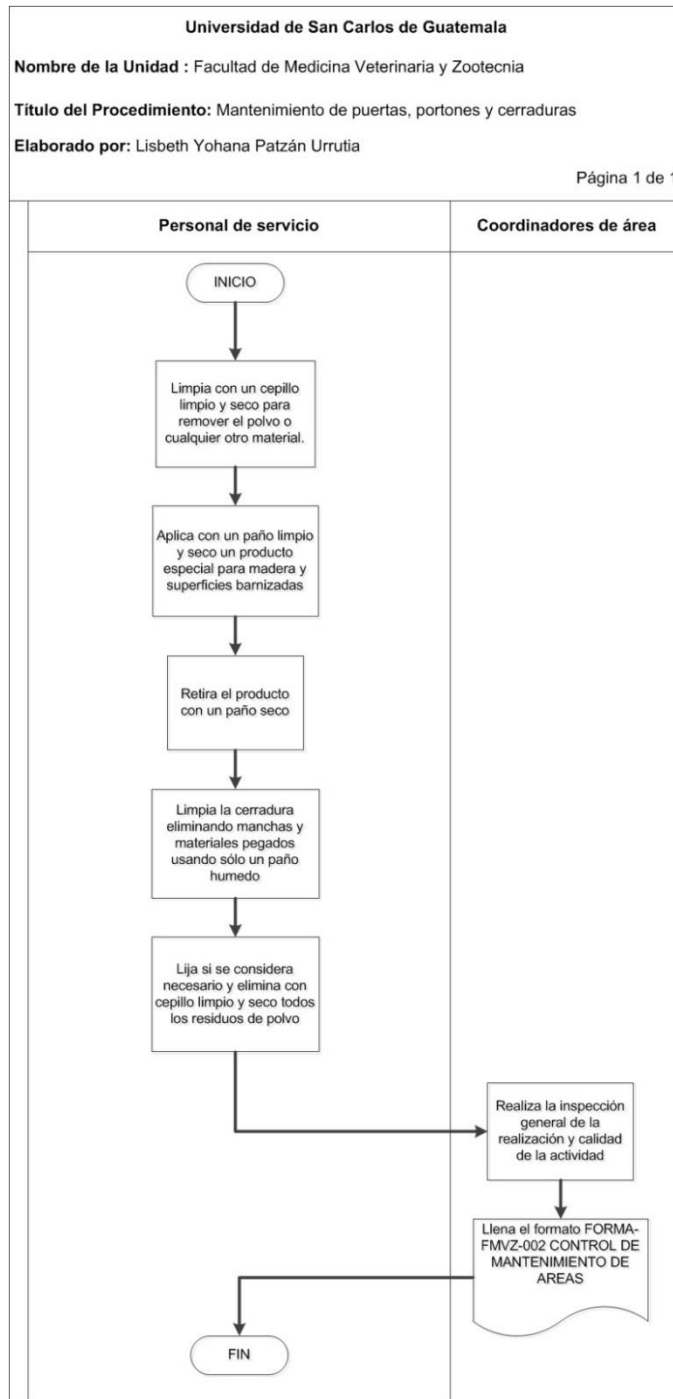 Universidad de San Carlos de Guatemala
Nombre de la Unidad : Facultad de Medicina Veterinaria y Zootecnia
Título del Procedimiento: Mantenimiento de puertas, portones y cerraduras
Elaborado por: Lisbeth Yohana Patzán Urrutia
Página 1 de 1
Personal de servicio
Coordinadores de área
INICIO
Limpia con un cepillo
limpio y seco para
remover el polvo o
cualquier otro material.
Aplica con un paño limpio
y seco un producto
especial para madera y
superficies barnizadas
Retira el producto
con un paño seco
Limpia la cerradura
eliminando manchas y
materiales pegados
usando sólo un paño
humedo
Lija si se considera
necesario y elimina con
cepillo limpio y seco todos
los residuos de polvo
Realiza la inspección
general de la
realización y calidad
de la actividad
Llena el formato FORMA-
FMVZ-002 CONTROL DE
MANTENIMIENTO DE
AREAS
FIN